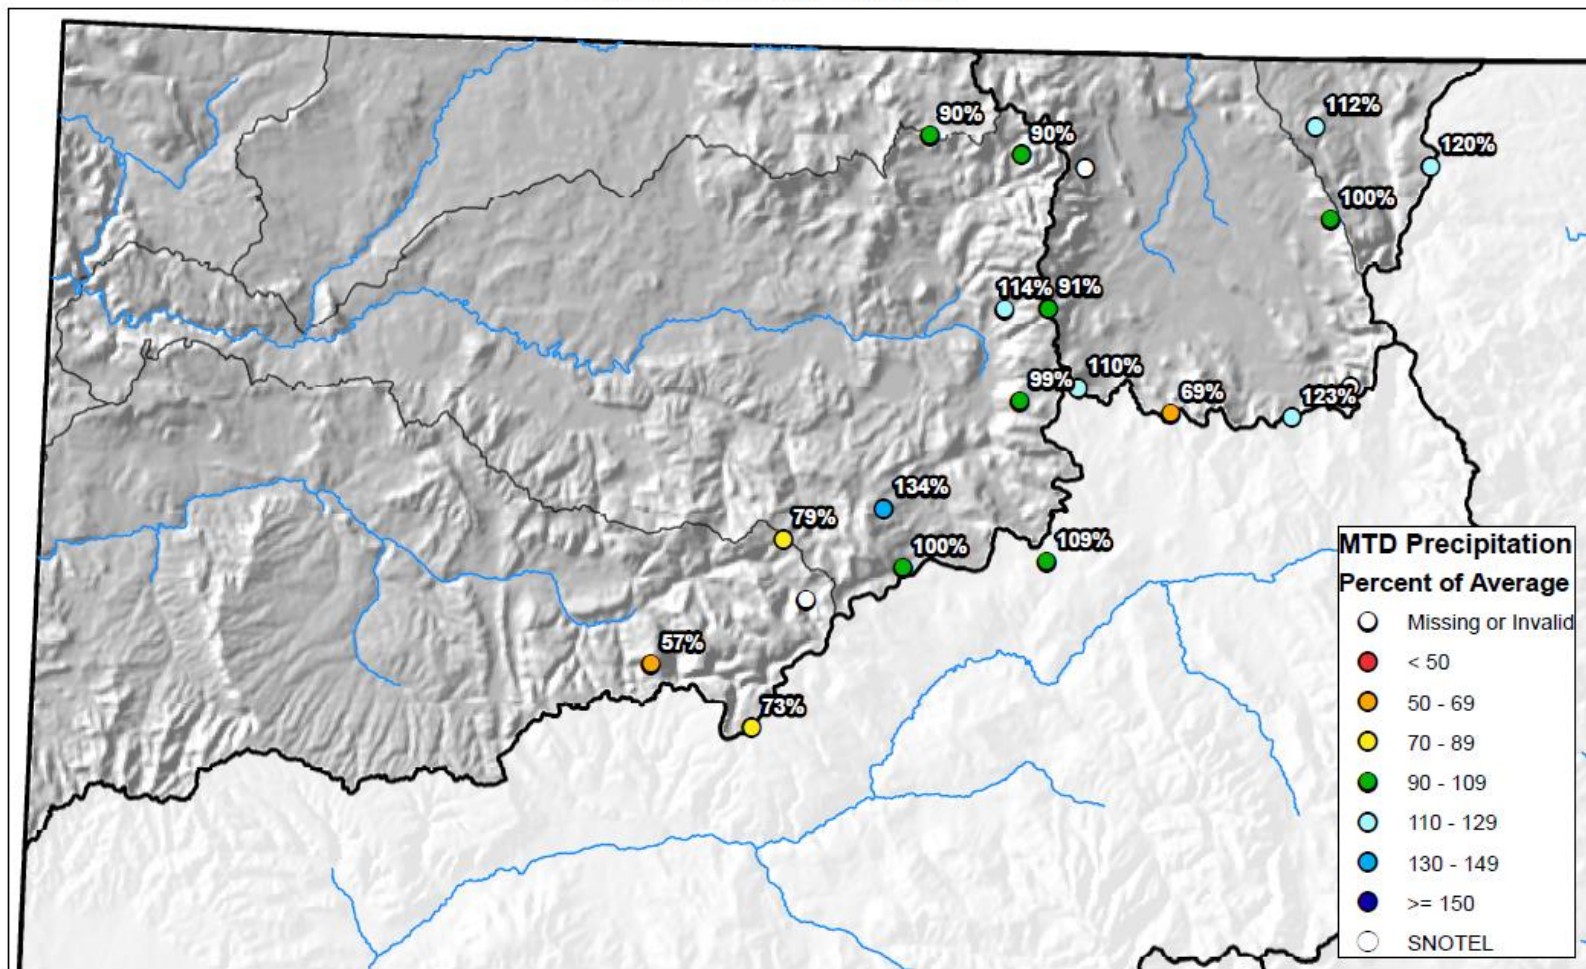 90%
90%
112%
120%
100%
114%
91%
99%
110%
69%
123%
134%
79%
100%
109%
57%
73%
MTD Precipitation
Percent of Average
Missing or Invalid
< 50
50 - 69
70 - 89
90 - 109
110 - 129
130 - 149
>= 150
SNOTEL